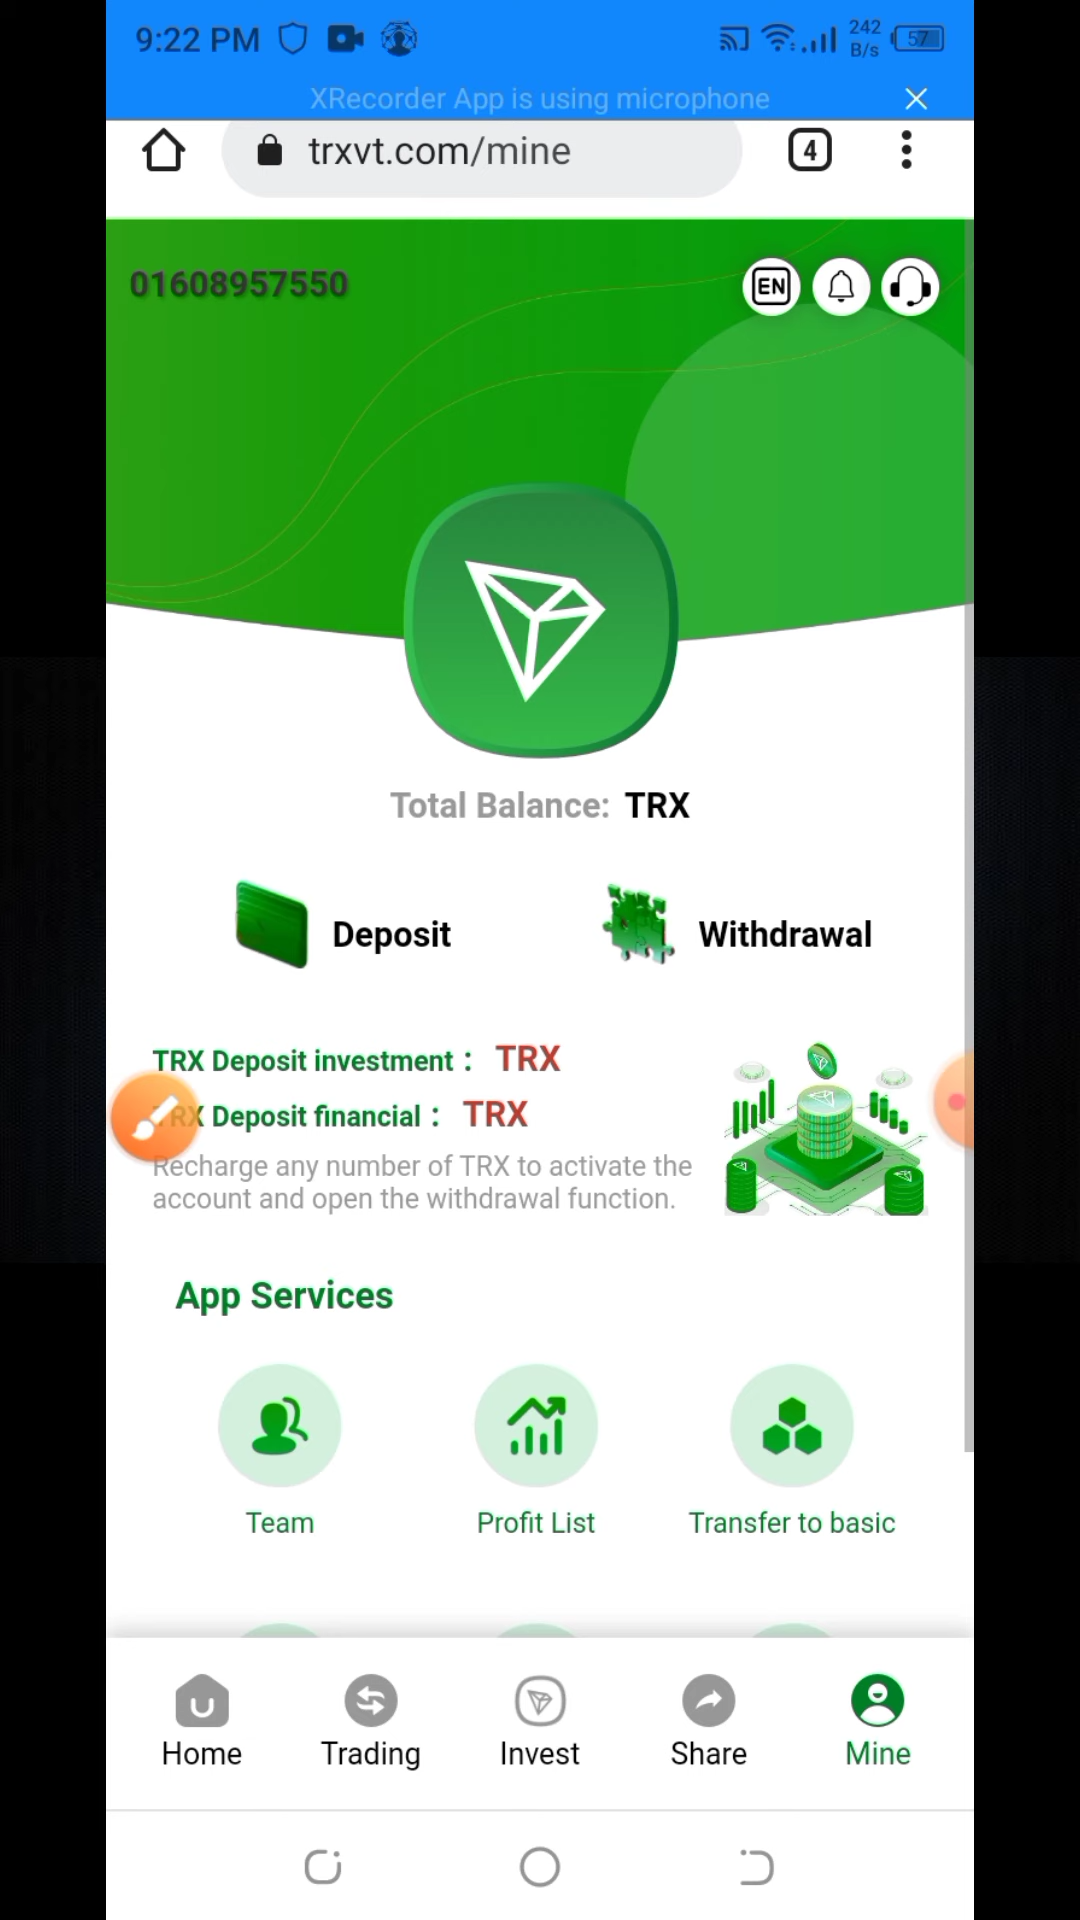 9:22 PM 242 B/s 57
XRecorder App is using microphone
trxvt.com/mine 4
01608957550 EN
Total Balance: TRX
Deposit Withdrawal
TRX Deposit investment : TRX
TRX Deposit financial : TRX
Recharge any number of TRX to activate the
account and open the withdrawal function.
App Services
Team Profit List Transfer to basic
Home Trading Invest Share Mine